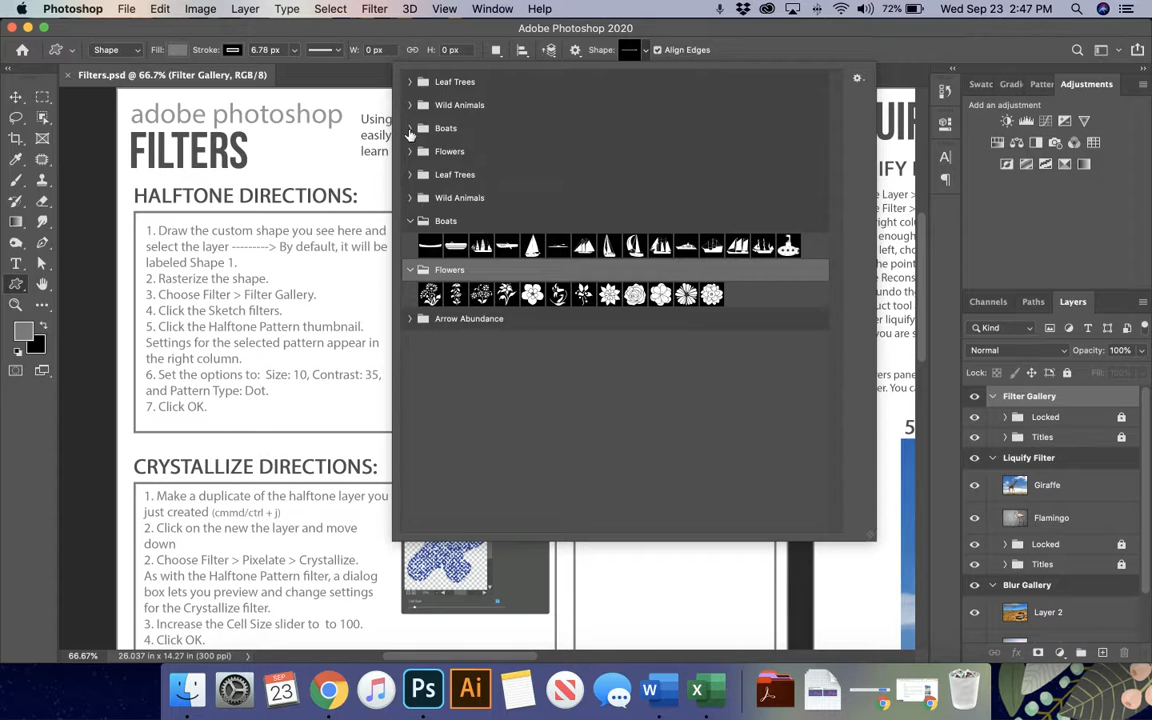 Photoshop File Edit Image Layer Type Select Filter 3D View Window Help 72% Wed Sep 23 2:47 PM
Adobe Photoshop 2020
Shape Fill: Stroke: 6.78 px W: 0 px H: 0 px Shape: Align Edges
Filters.psd @ 66.7% (Filter Gallery, RGB/8)
Swatc Gradi Patter Adjustments
Add an adjustment
adobe photoshop
FILTERS
Using
easily
learn
HALFTONE DIRECTIONS:
1. Draw the custom shape you see here and
select the layer ---------> By default, it will be
labeled Shape 1.
2. Rasterize the shape.
3. Choose Filter > Filter Gallery.
4. Click the Sketch filters.
5. Click the Halftone Pattern thumbnail.
Settings for the selected pattern appear in
the right column.
6. Set the options to: Size: 10, Contrast: 35,
and Pattern Type: Dot.
7. Click OK.
CRYSTALLIZE DIRECTIONS:
1. Make a duplicate of the halftone layer you
just created (cmmd/ctrl + j)
2. Click on the new the layer and move
down
2. Choose Filter > Pixelate > Crystallize.
As with the Halftone Pattern filter, a dialog
box lets you preview and change settings
for the Crystallize filter.
3. Increase the Cell Size slider to to 100.
4. Click OK.
Leaf Trees
Wild Animals
Boats
Flowers
Leaf Trees
Wild Animals
Boats
Flowers
Arrow Abundance
Channels Paths Layers
Kind
Normal Opacity: 100%
Lock: Fill:
Filter Gallery
Locked
Titles
Liquify Filter
Giraffe
Flamingo
Locked
Titles
Blur Gallery
Layer 2
66.67% 26.037 in x 14.27 in (300 ppi)
SEP
23
Ps Ai W X